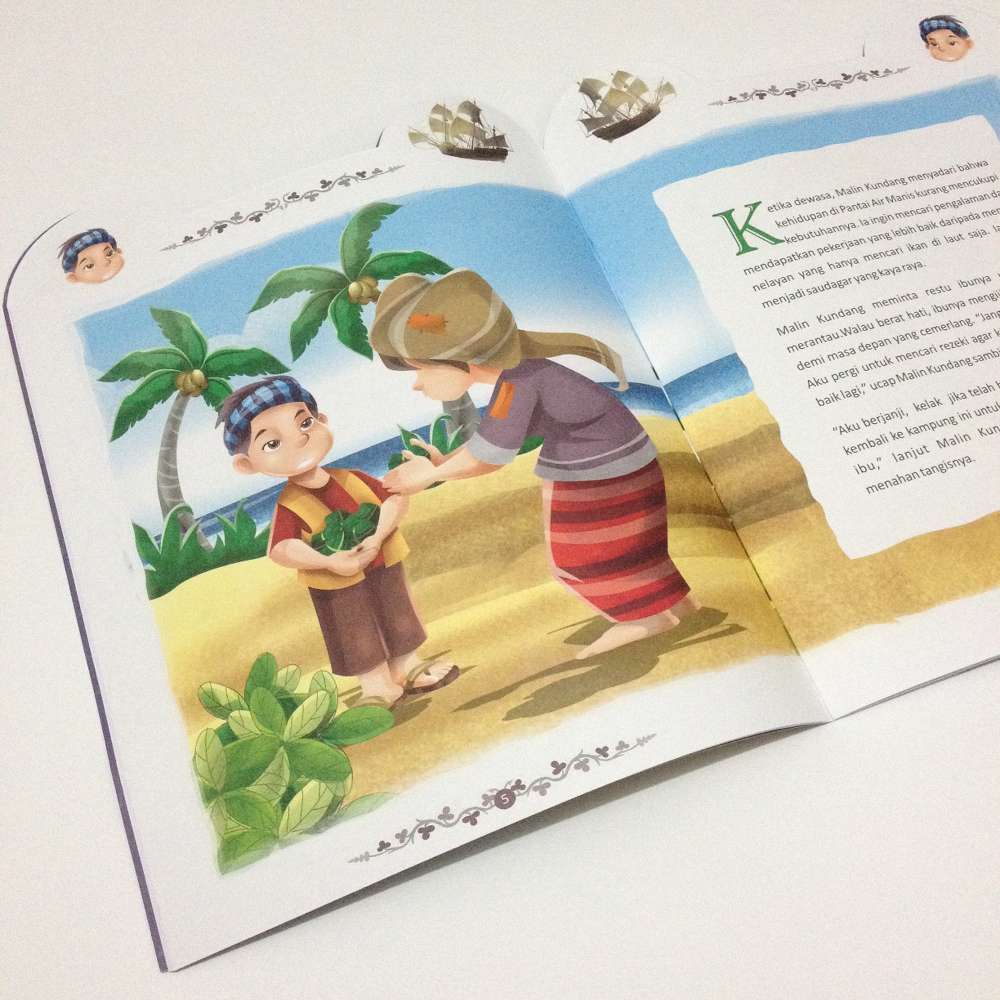 5
Ketika dewasa, Malin Kundang menyadari bahwa
kehidupan di Pantai Air Manis kurang mencukupi
kebutuhannya. Ia ingin mencari pengalaman
mendapatkan pekerjaan yang lebih baik daripada
nelayan yang hanya mencari ikan di laut saja.
menjadi saudagar yang kaya raya.
Malin Kundang meminta restu ibunya
merantau.Walau berat hati, ibunya
demi masa depan yang cemerlang.
Aku pergi untuk mencari rezeki agar
baik lagi,” ucap Malin Kundang
“Aku berjanji, kelak jika telah
kembali ke kampung ini
ibu,” lanjut Malin
menahan tangisnya.